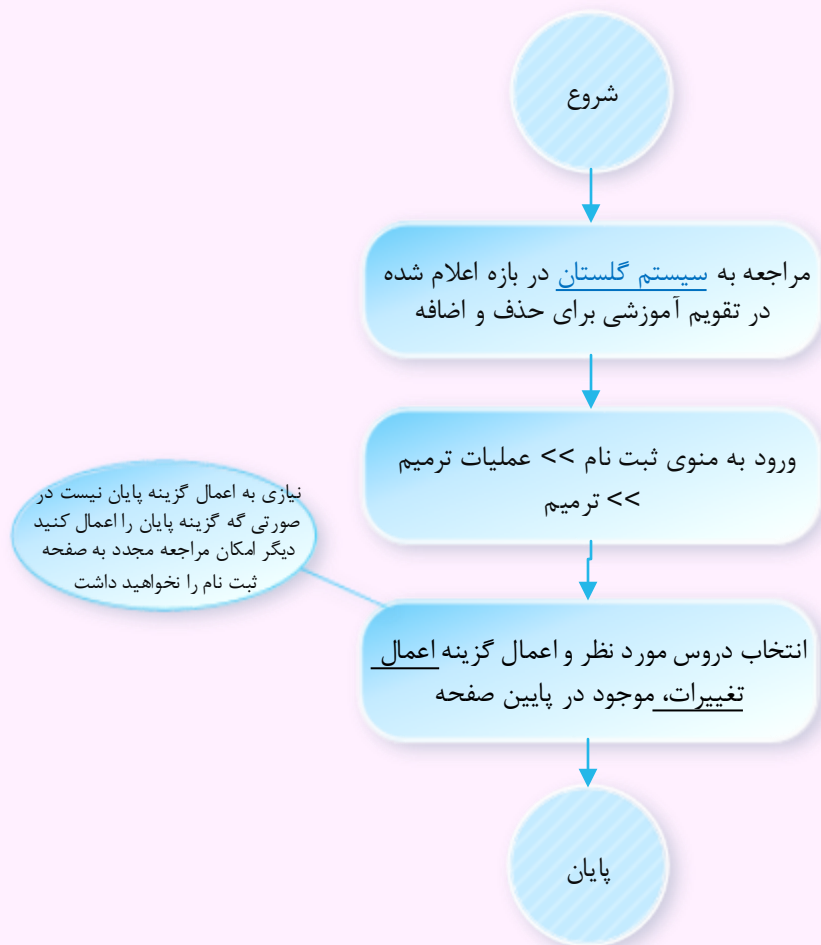 شروع
مراجعه به سیستم گلستان در بازه اعلام شده
در تقویم آموزشی برای حذف و اضافه
ورود به منوی ثبت نام >> عملیات ترمیم
>> ترمیم
نیازی به اعمال گزینه پایان نیست در
صورتی گه گزینه پایان را اعمال کنید
دیگر امکان مراجعه مجدد به صفحه
ثبت نام را نخواهید داشت
انتخاب دروس مورد نظر و اعمال گزینه اعمال
تغییرات، موجود در پایین صفحه
پایان